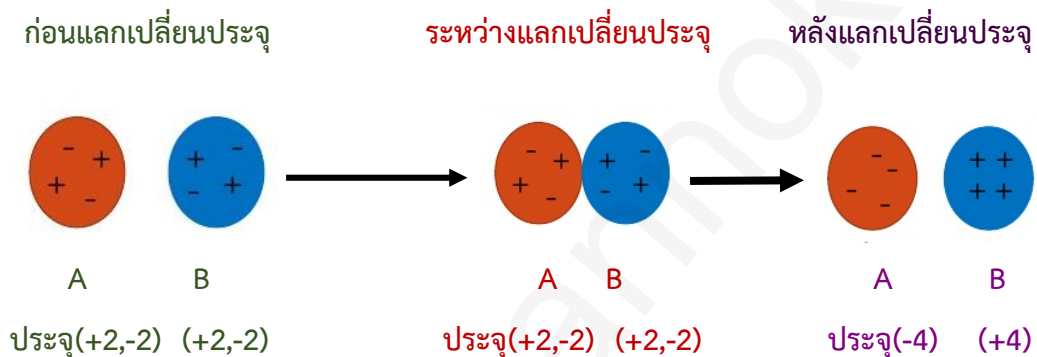 ก่อนแลกเปลี่ยนประจุ ระหว่างแลกเปลี่ยนประจุ หลังแลกเปลี่ยนประจุ
- + + - + - - +
- + + - + - - +
- - - + + + +
A B A B A B
ประจุ(+2,-2) (+2,-2) ประจุ(+2,-2) (+2,-2) ประจุ(-4) (+4)